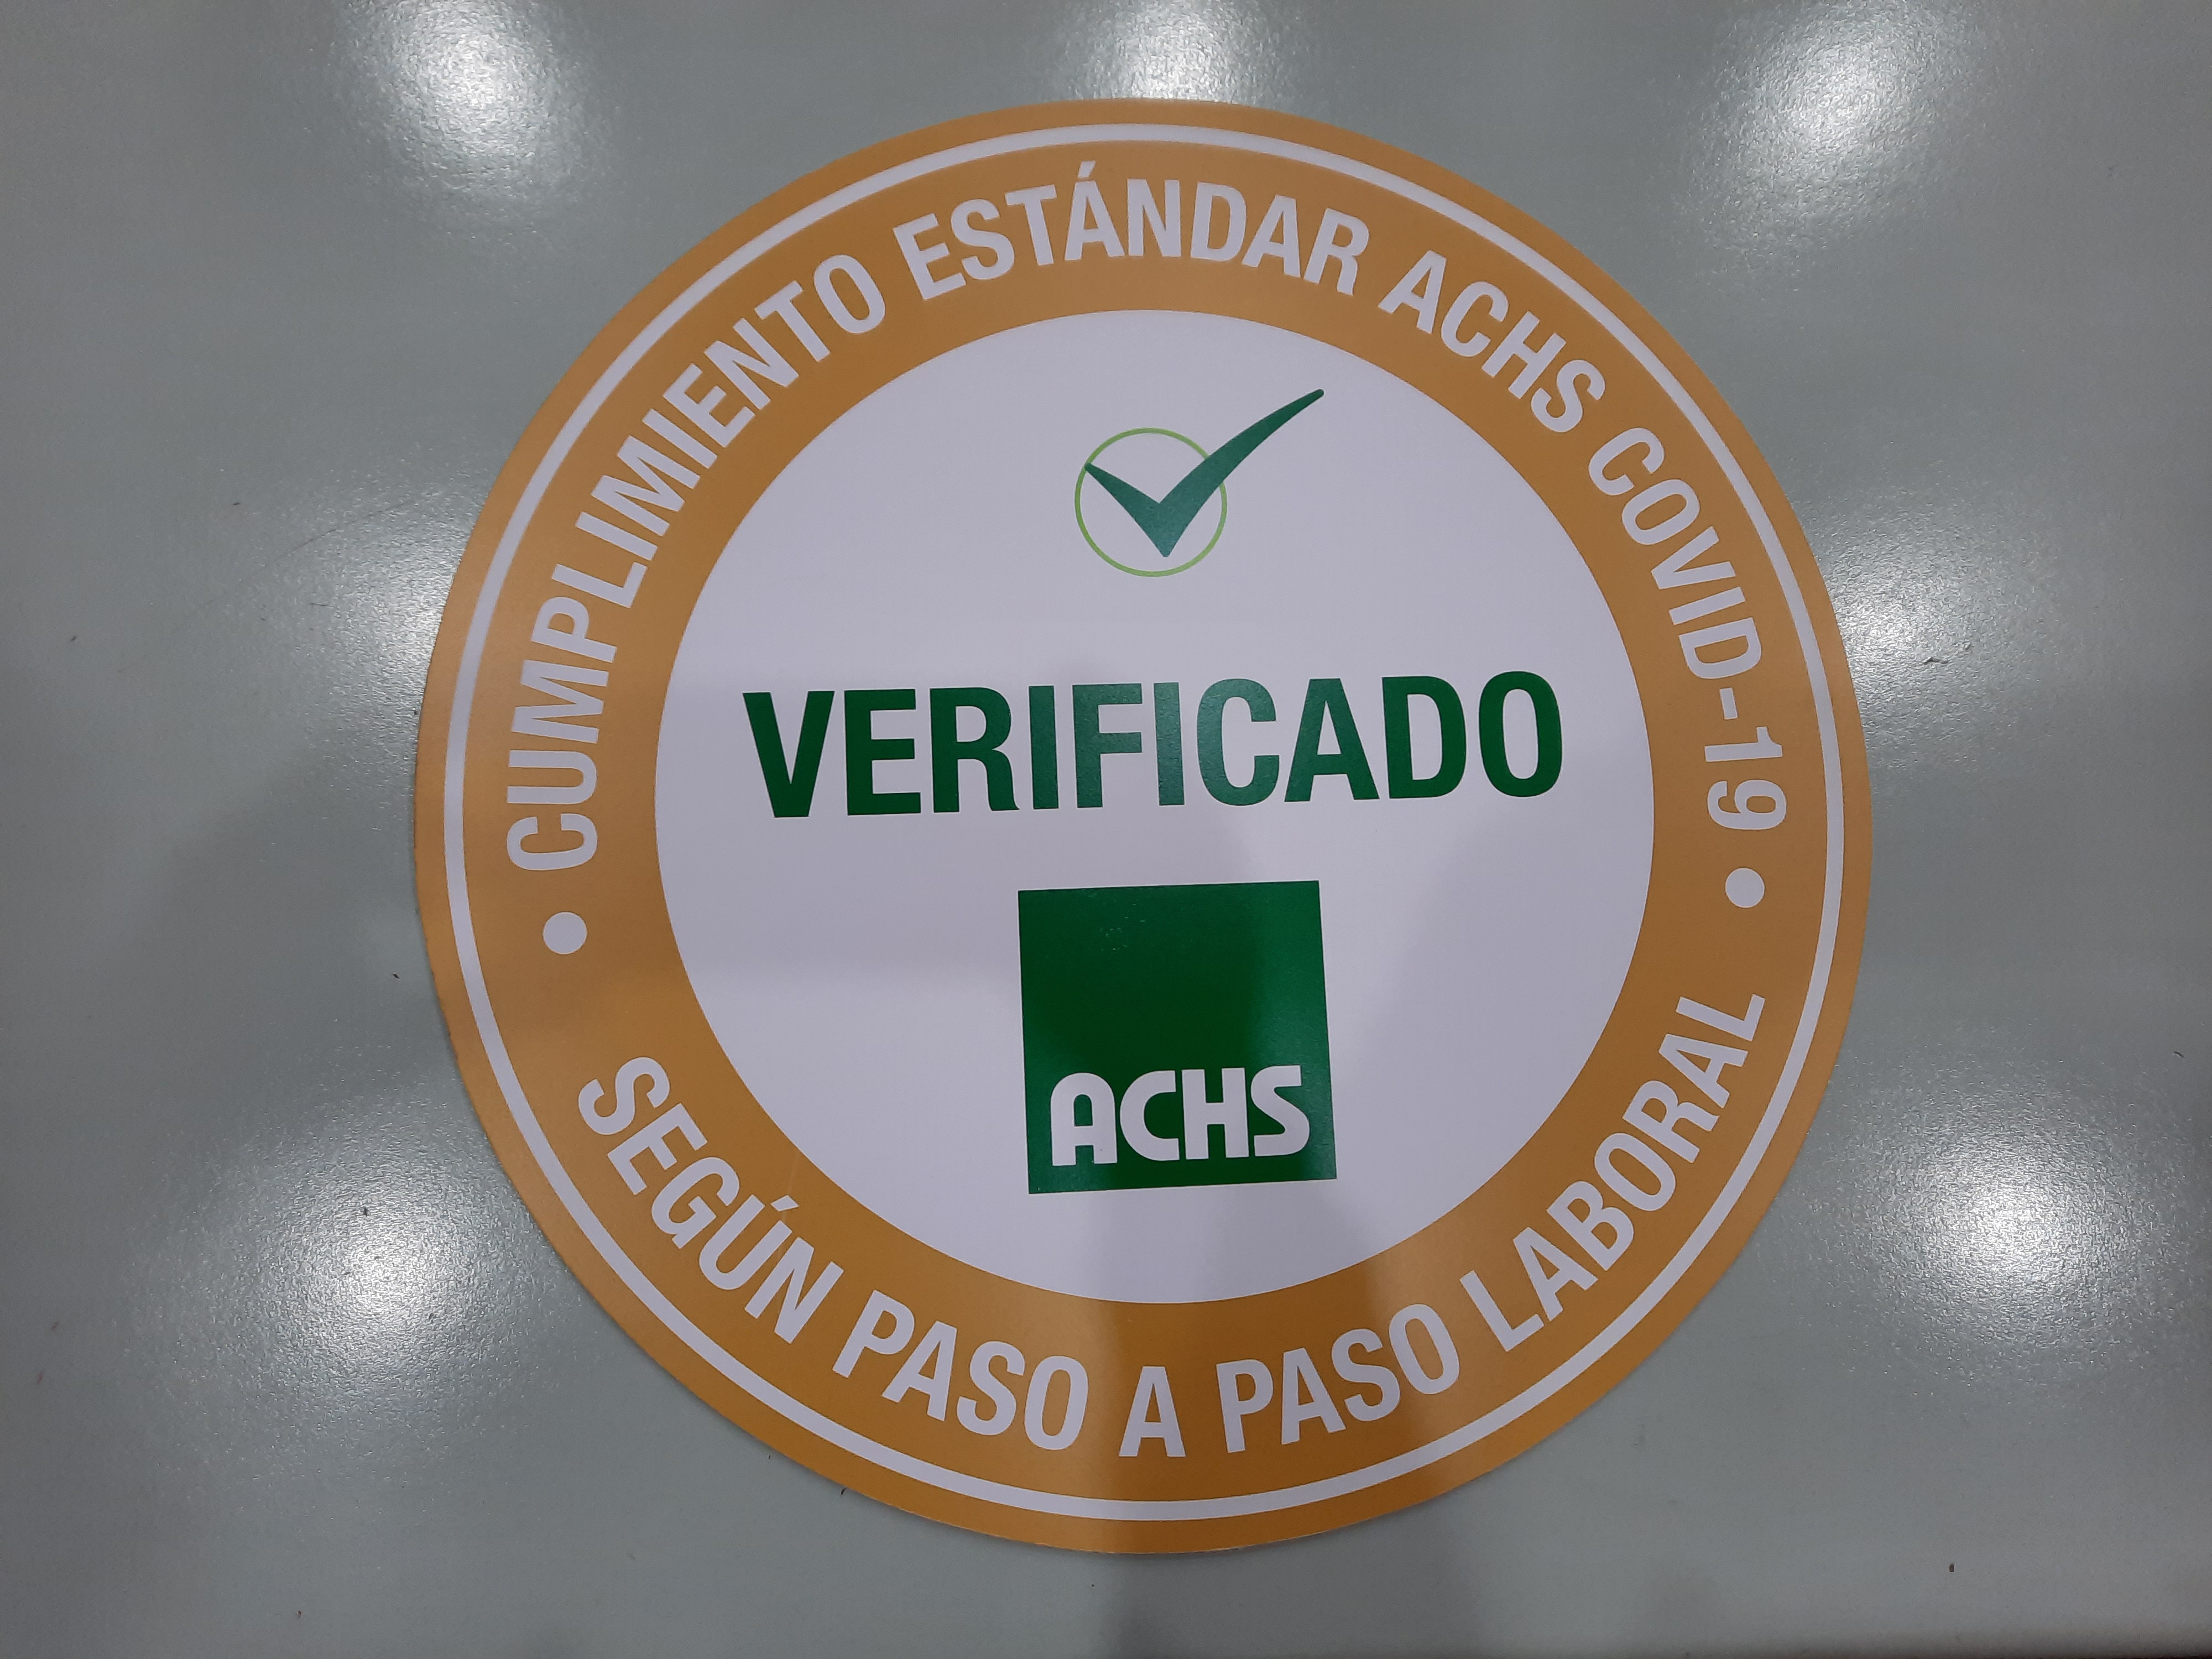 CUMPLIMIENTO ESTÁNDAR ACHS COVID-19
VERIFICADO
ACHS
SEGÚN PASO A PASO LABORAL